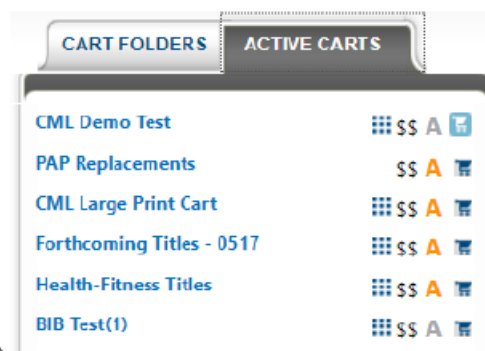 CART FOLDERS ACTIVE CARTS
CML Demo Test $$ A
PAP Replacements $$ A
CML Large Print Cart $$ A
Forthcoming Titles - 0517 $$ A
Health-Fitness Titles $$ A
BIB Test(1) $$ A